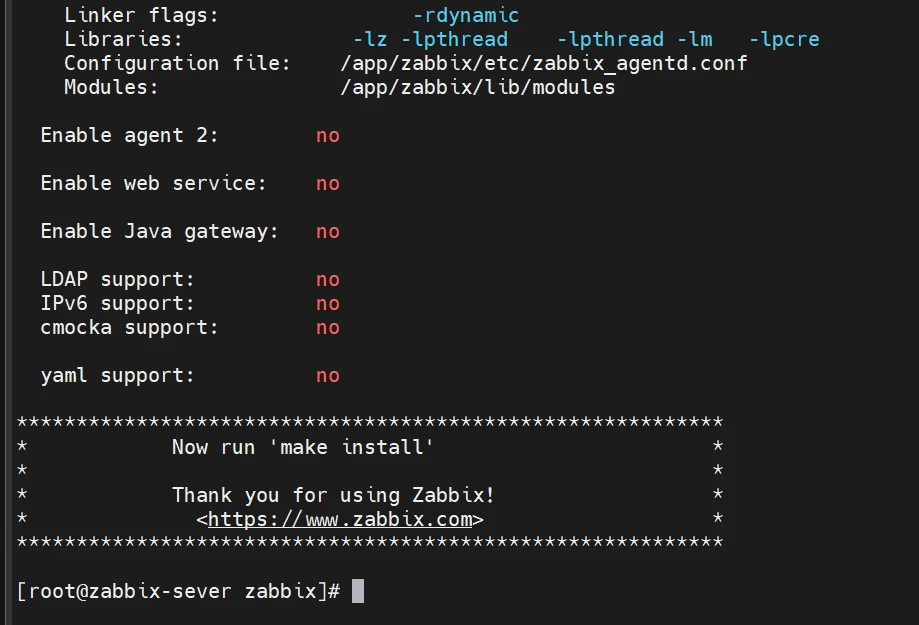 Linker flags: -rdynamic
Libraries: -lz -lpthread -lpthread -lm -lpcre
Configuration file: /app/zabbix/etc/zabbix_agentd.conf
Modules: /app/zabbix/lib/modules
Enable agent 2: no
Enable web service: no
Enable Java gateway: no
LDAP support: no
IPv6 support: no
cmocka support: no
yaml support: no
***********************************************************
* Now run 'make install' *
* *
* Thank you for using Zabbix! *
* <https://www.zabbix.com> *
***********************************************************
[root@zabbix-sever zabbix]#